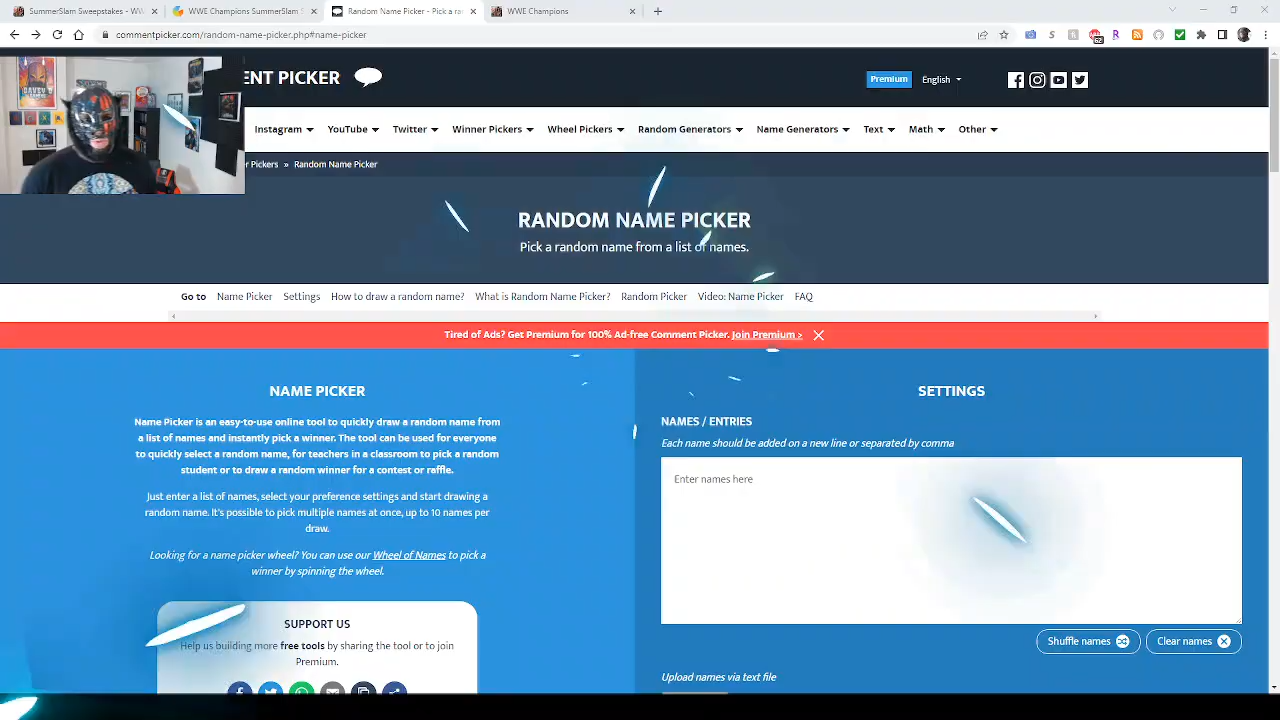 SummerSlam Sweepstakes - WW
WWE Champions SummerSlam S
Random Name Picker - Pick a ra
WWE Champions
commentpicker.com/random-name-picker.php#name-picker
ENT PICKER
Premium
English
Instagram
YouTube
Twitter
Winner Pickers
Wheel Pickers
Random Generators
Name Generators
Text
Math
Other
er Pickers » Random Name Picker
RANDOM NAME PICKER
Pick a random name from a list of names.
Go to Name Picker Settings How to draw a random name? What is Random Name Picker? Random Picker Video: Name Picker FAQ
Tired of Ads? Get Premium for 100% Ad-free Comment Picker. Join Premium >
NAME PICKER
Name Picker is an easy-to-use online tool to quickly draw a random name from
a list of names and instantly pick a winner. The tool can be used for everyone
to quickly select a random name, for teachers in a classroom to pick a random
student or to draw a random winner for a contest or raffle.
Just enter a list of names, select your preference settings and start drawing a
random name. It's possible to pick multiple names at once, up to 10 names per
draw.
Looking for a name picker wheel? You can use our Wheel of Names to pick a
winner by spinning the wheel.
SUPPORT US
Help us building more free tools by sharing the tool or to join
Premium.
SETTINGS
NAMES / ENTRIES
Each name should be added on a new line or separated by comma
Enter names here
Shuffle names
Clear names
Upload names via text file